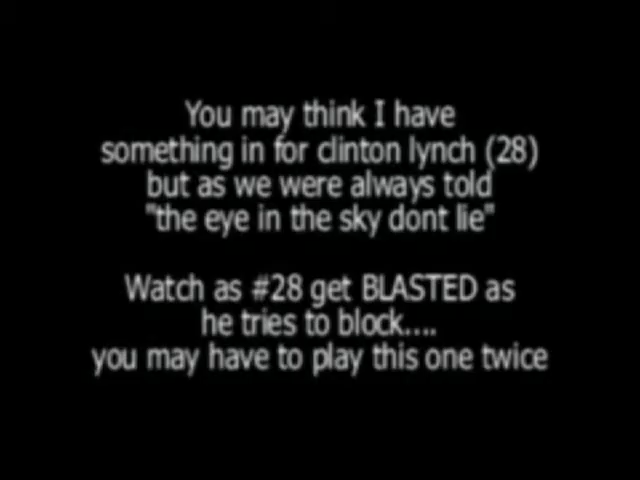 You may think I have
something in for clinton lynch (28)
but as we were always told
"the eye in the sky dont lie"
Watch as #28 get BLASTED as
he tries to block....
you may have to play this one twice